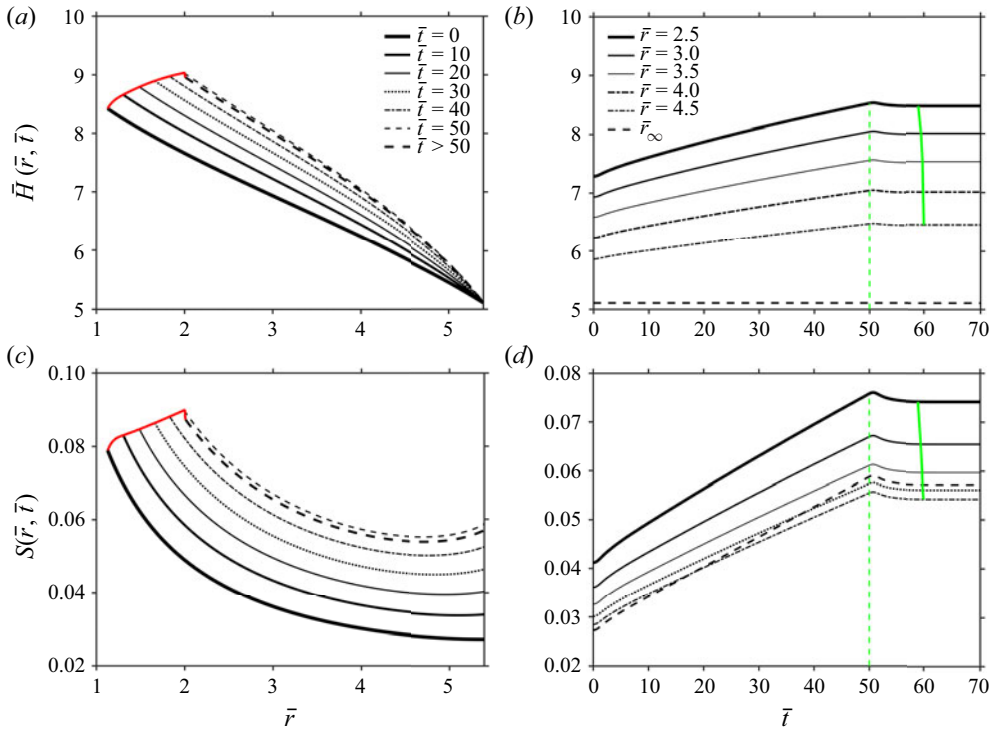 (a)
10
9
8
7
6
5
H̄ (r̄, t̄)
1 2 3 4 5
t̄ = 0
t̄ = 10
t̄ = 20
t̄ = 30
t̄ = 40
t̄ = 50
t̄ > 50
(b)
10
9
8
7
6
5
0 10 20 30 40 50 60 70
r̄ = 2.5
r̄ = 3.0
r̄ = 3.5
r̄ = 4.0
r̄ = 4.5
r̄∞
(c)
0.10
0.08
0.06
0.04
0.02
S(r̄, t̄)
1 2 3 4 5
r̄
(d)
0.08
0.07
0.06
0.05
0.04
0.03
0.02
0 10 20 30 40 50 60 70
t̄